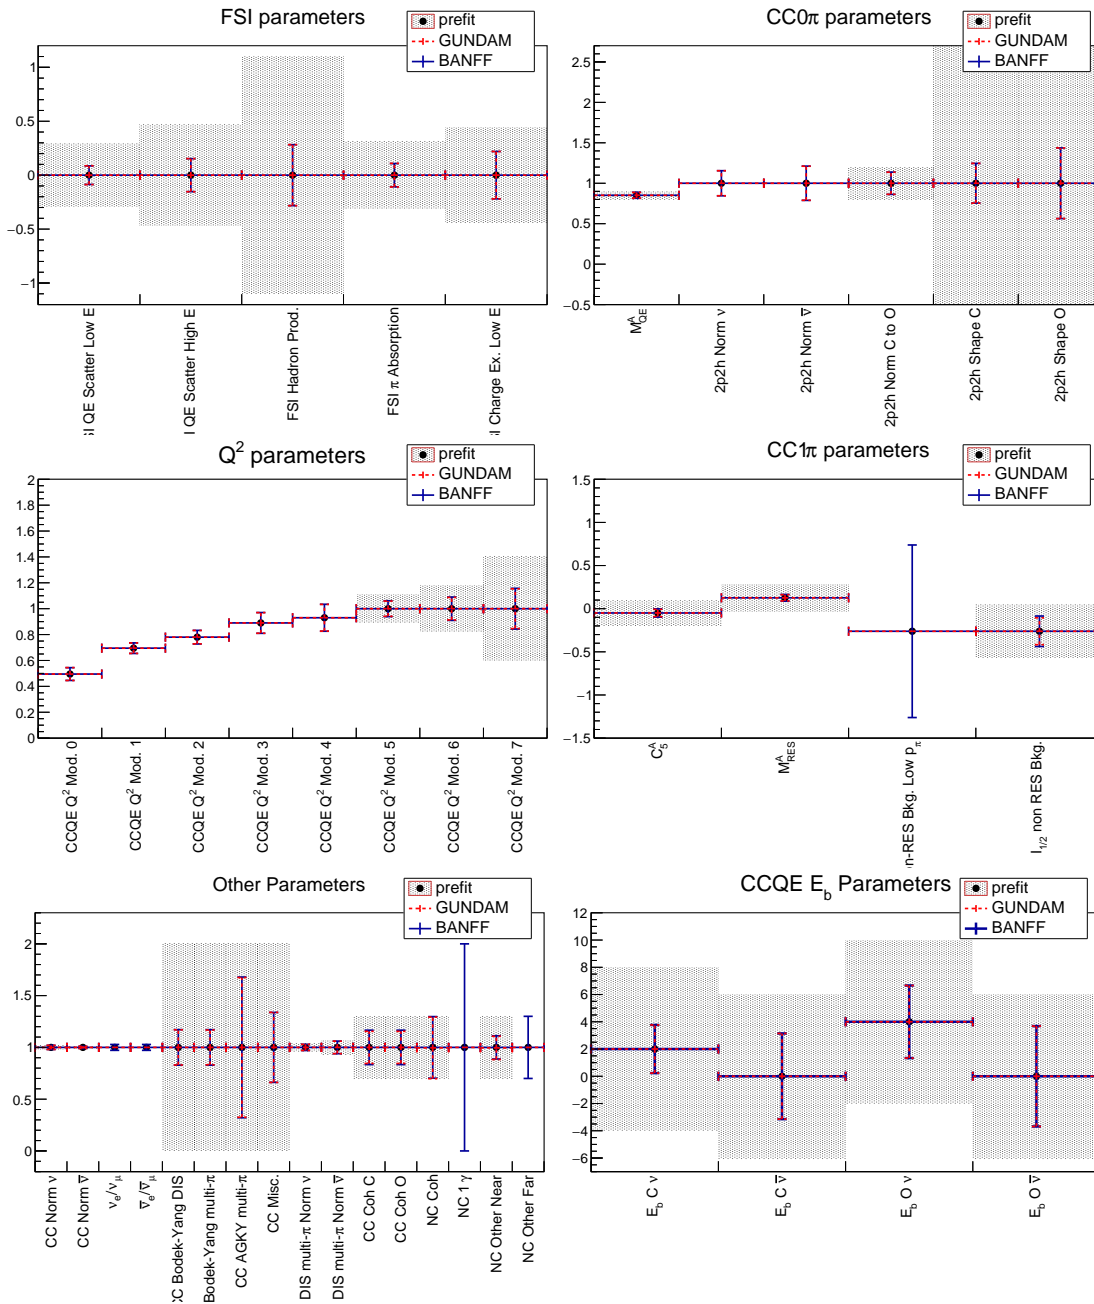 FSI parameters
prefit
GUNDAM
BANFF
1
0.5
0
−0.5
−1
SI QE Scatter Low E
I QE Scatter High E
FSI Hadron Prod.
FSI π Absorption
SI Charge Ex. Low E
CC0π parameters
prefit
GUNDAM
BANFF
2.5
2
1.5
1
0.5
0
−0.5
M^A_QE
2p2h Norm ν
2p2h Norm ν̅
2p2h Norm C to O
2p2h Shape C
2p2h Shape O
Q² parameters
prefit
GUNDAM
BANFF
2
1.8
1.6
1.4
1.2
1
0.8
0.6
0.4
0.2
0
CCQE Q² Mod. 0
CCQE Q² Mod. 1
CCQE Q² Mod. 2
CCQE Q² Mod. 3
CCQE Q² Mod. 4
CCQE Q² Mod. 5
CCQE Q² Mod. 6
CCQE Q² Mod. 7
CC1π parameters
prefit
GUNDAM
BANFF
1.5
1
0.5
0
−0.5
−1
−1.5
C^A_5
M^A_RES
n-RES Bkg. Low p_π
I_1/2 non RES Bkg.
Other Parameters
prefit
GUNDAM
BANFF
2
1.5
1
0.5
0
CC Norm ν
CC Norm ν̅
ν_e/ν_μ
ν̅_e/ν̅_μ
CC Bodek-Yang DIS
Bodek-Yang multi-π
CC AGKY multi-π
CC Misc.
DIS multi-π Norm ν
DIS multi-π Norm ν̅
CC Coh C
CC Coh O
NC Coh
NC 1 γ
NC Other Near
NC Other Far
CCQE E_b Parameters
prefit
GUNDAM
BANFF
12
10
8
6
4
2
0
−2
−4
−6
E_b C ν
E_b C ν̅
E_b O ν
E_b O ν̅